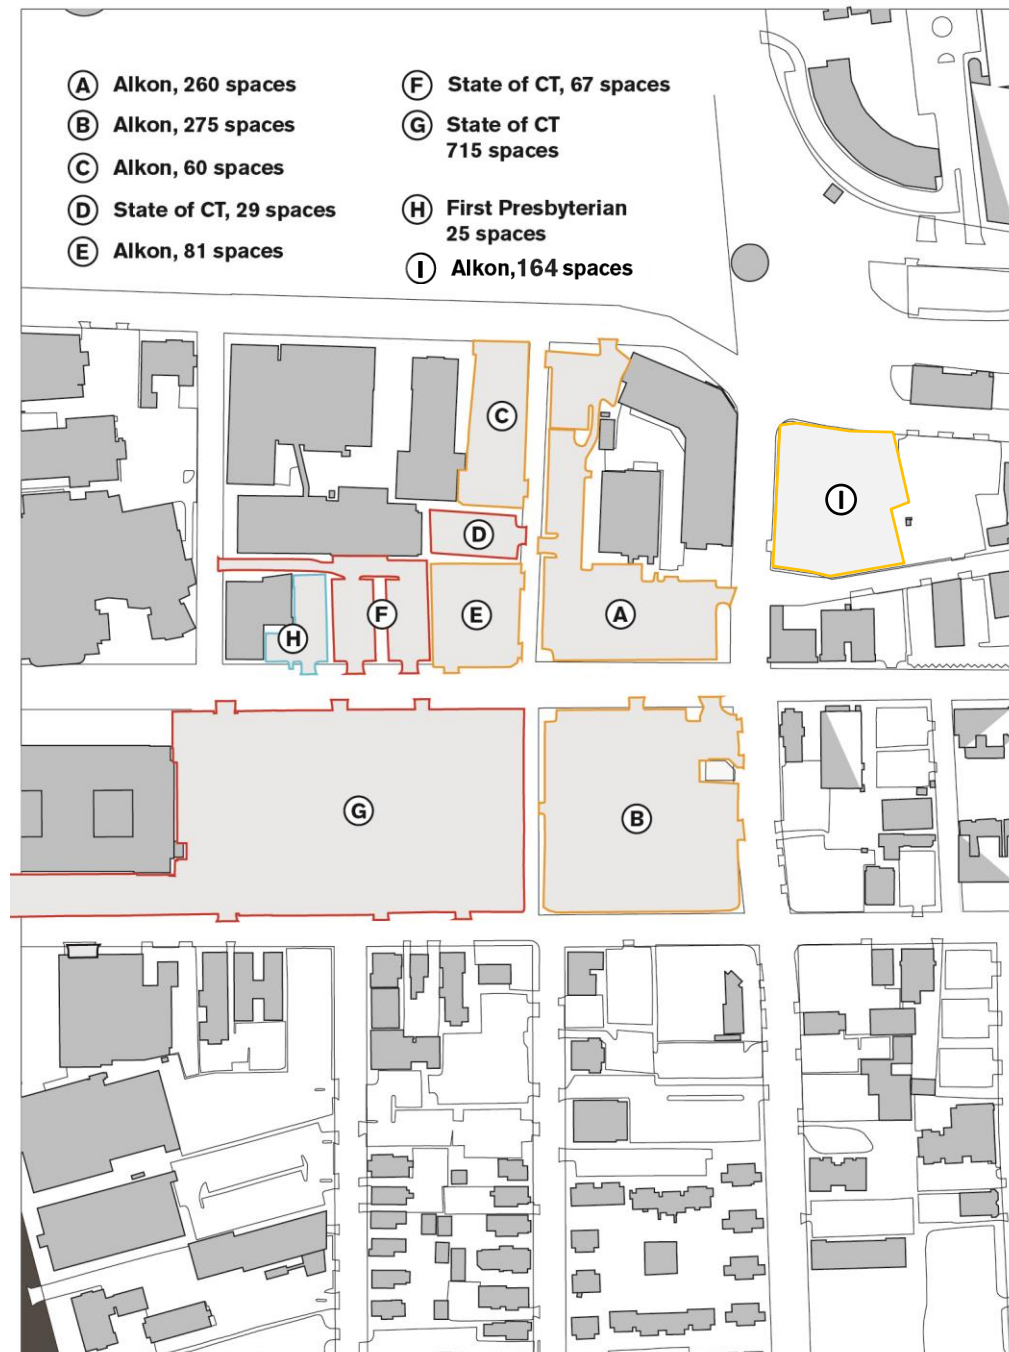 A Alkon, 260 spaces
B Alkon, 275 spaces
C Alkon, 60 spaces
D State of CT, 29 spaces
E Alkon, 81 spaces
F State of CT, 67 spaces
G State of CT
715 spaces
H First Presbyterian
25 spaces
I Alkon,164 spaces
C
I
D
A
E
F
H
G
B